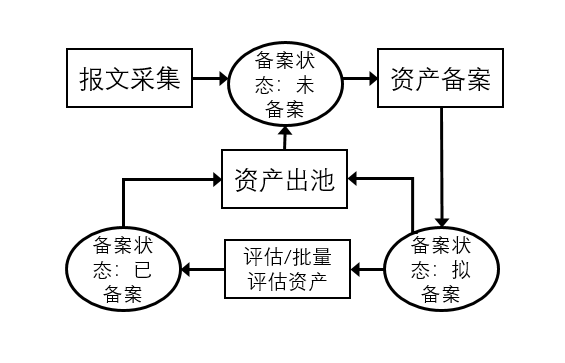 报文采集
备案状
态：未
备案
资产备案
资产出池
备案状
态：已
备案
评估/批量
评估资产
备案状
态：拟
备案